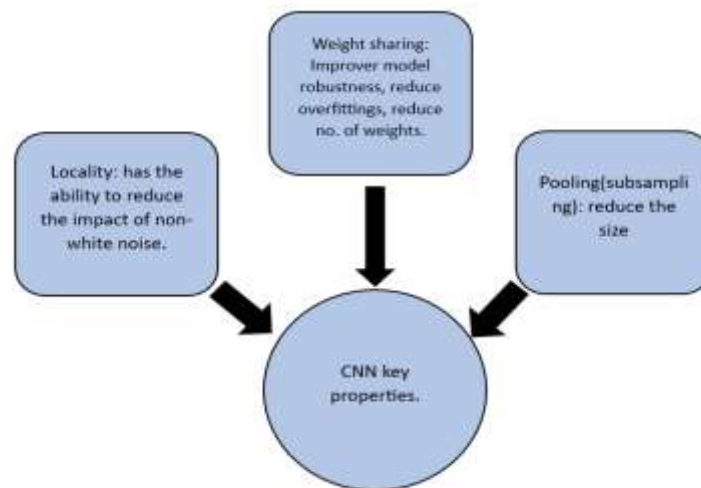 Weight sharing:
Improver model
robustness, reduce
overfittings, reduce
no. of weights.
Locality: has the
ability to reduce
the impact of non-
white noise.
Pooling(subsampli
ng): reduce the
size
CNN key
properties.